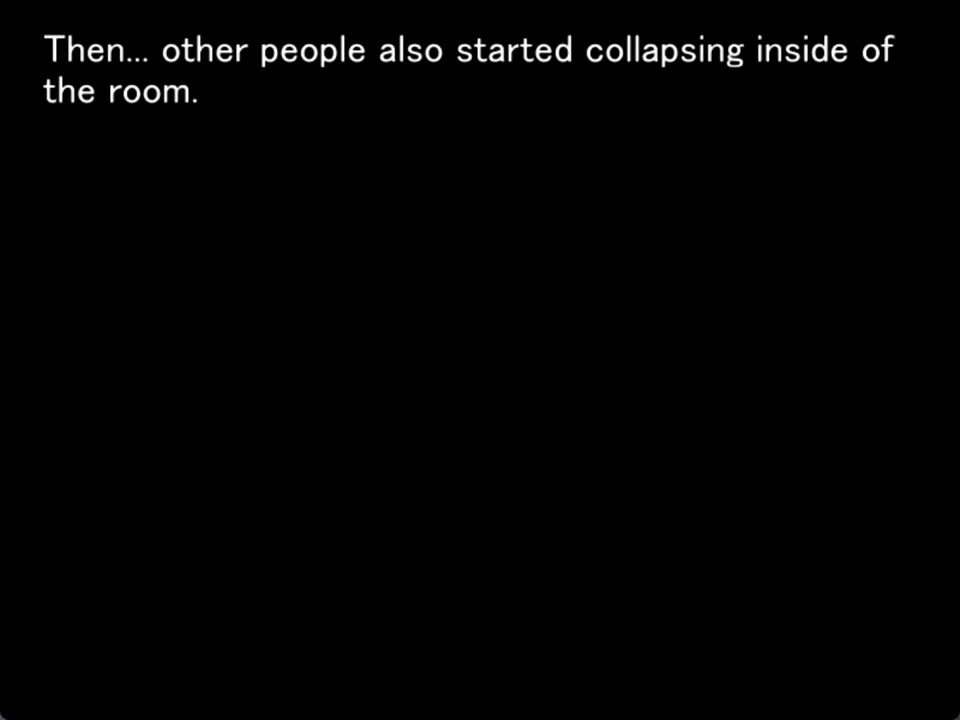 Then... other people also started collapsing inside of
the room.